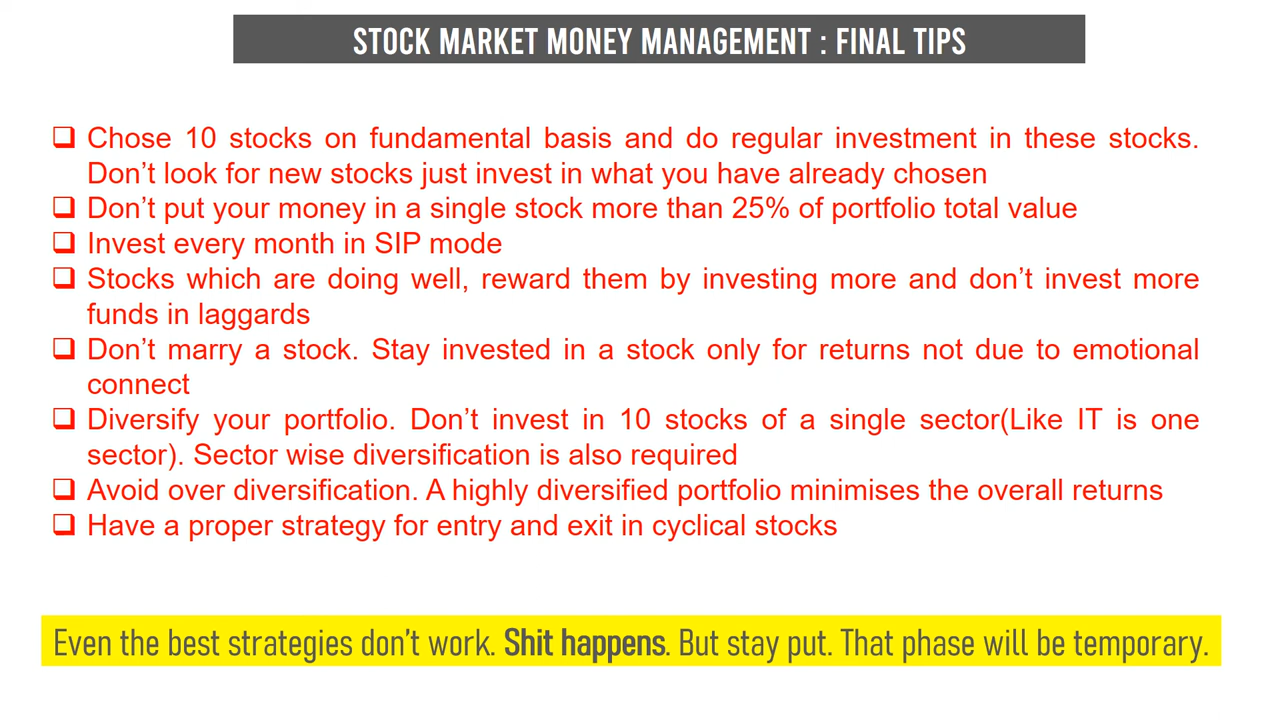 STOCK MARKET MONEY MANAGEMENT : FINAL TIPS
❑ Chose 10 stocks on fundamental basis and do regular investment in these stocks.
Don’t look for new stocks just invest in what you have already chosen
❑ Don’t put your money in a single stock more than 25% of portfolio total value
❑ Invest every month in SIP mode
❑ Stocks which are doing well, reward them by investing more and don’t invest more
funds in laggards
❑ Don’t marry a stock. Stay invested in a stock only for returns not due to emotional
connect
❑ Diversify your portfolio. Don’t invest in 10 stocks of a single sector(Like IT is one
sector). Sector wise diversification is also required
❑ Avoid over diversification. A highly diversified portfolio minimises the overall returns
❑ Have a proper strategy for entry and exit in cyclical stocks
Even the best strategies don’t work. Shit happens. But stay put. That phase will be temporary.